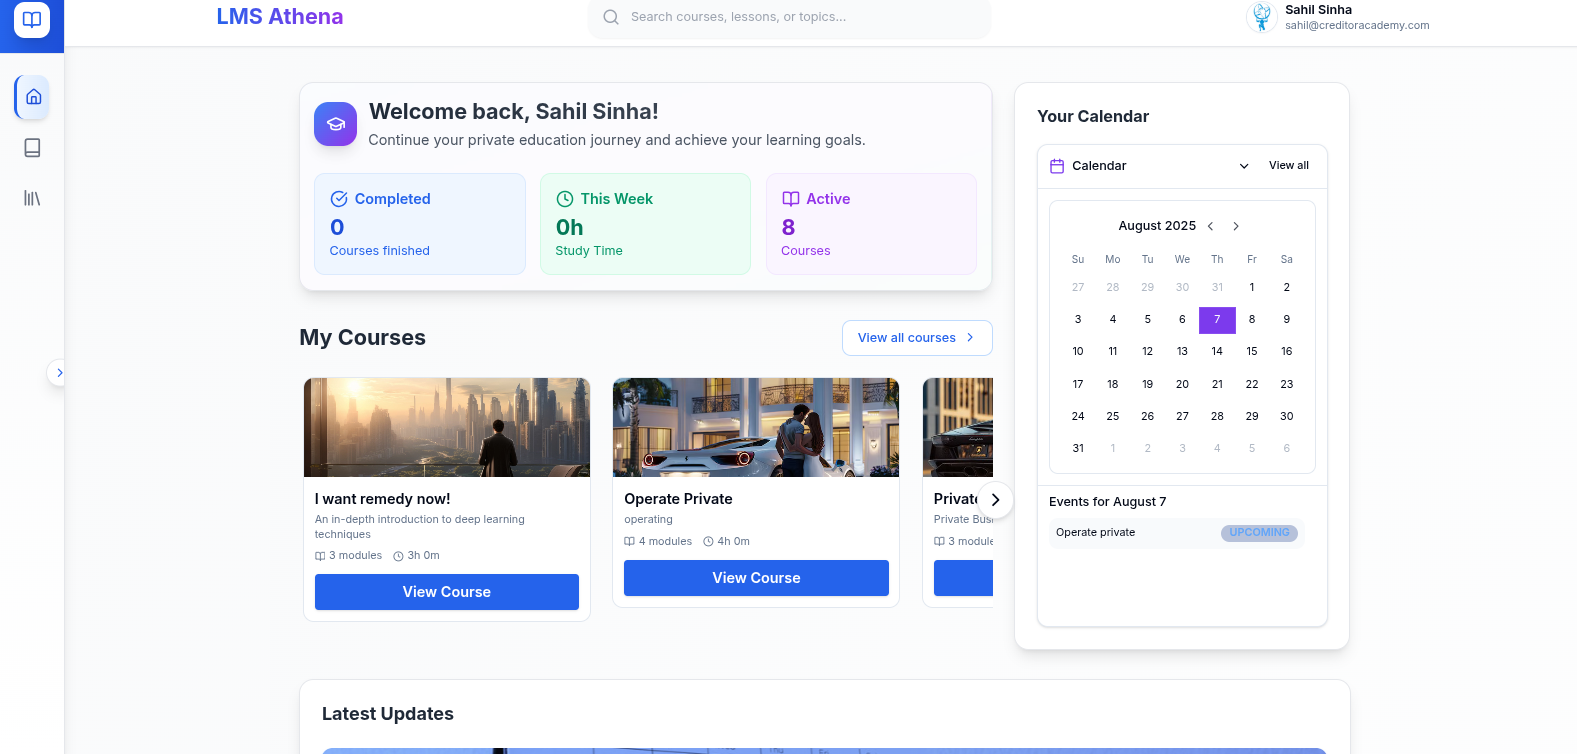 LMS Athena
Search courses, lessons, or topics...
Sahil Sinha
sahil@creditoracademy.com
Welcome back, Sahil Sinha!
Continue your private education journey and achieve your learning goals.
Completed
0
Courses finished
This Week
0h
Study Time
Active
8
Courses
My Courses
View all courses
I want remedy now!
An in-depth introduction to deep learning
techniques
3 modules 3h 0m
View Course
Operate Private
operating
4 modules 4h 0m
View Course
Private
Private Busi
3 module
Your Calendar
Calendar
View all
August 2025
Su Mo Tu We Th Fr Sa
27 28 29 30 31 1 2
3 4 5 6 7 8 9
10 11 12 13 14 15 16
17 18 19 20 21 22 23
24 25 26 27 28 29 30
31 1 2 3 4 5 6
Events for August 7
Operate private UPCOMING
Latest Updates